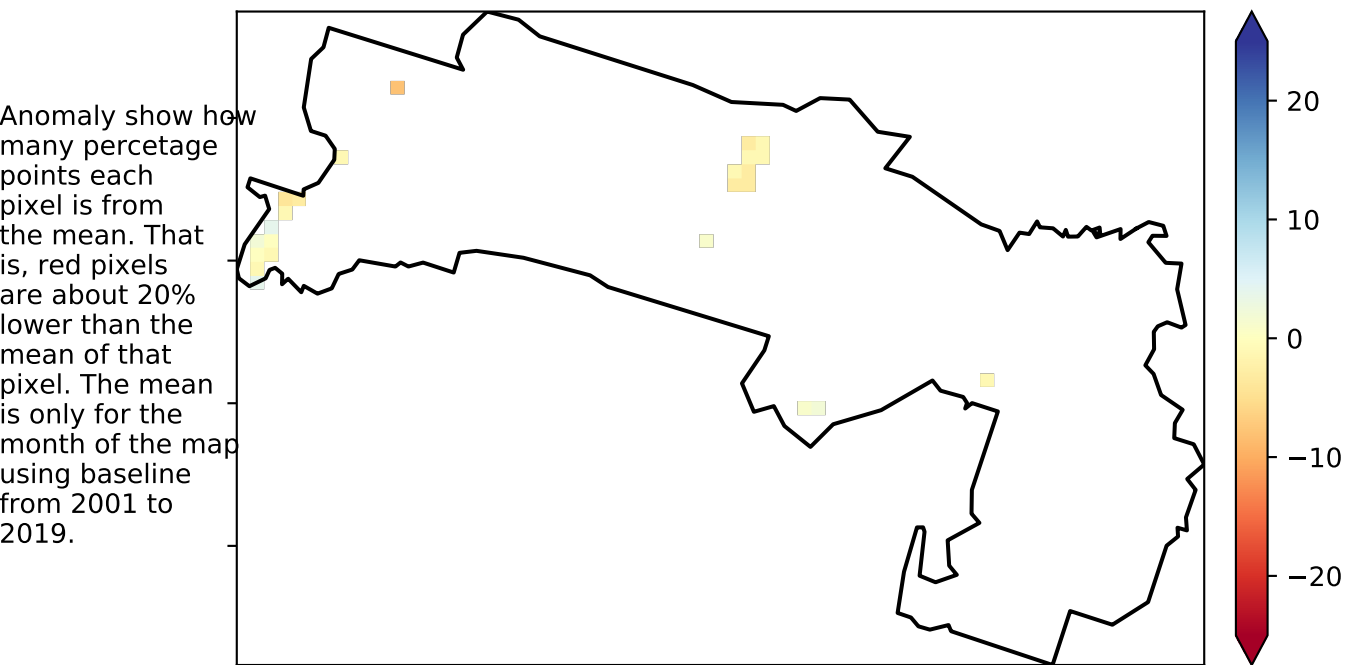 Anomaly show how
many percetage
points each
pixel is from
the mean. That
is, red pixels
are about 20%
lower than the
mean of that
pixel. The mean
is only for the
month of the map
using baseline
from 2001 to
2019.
20
10
0
−10
−20